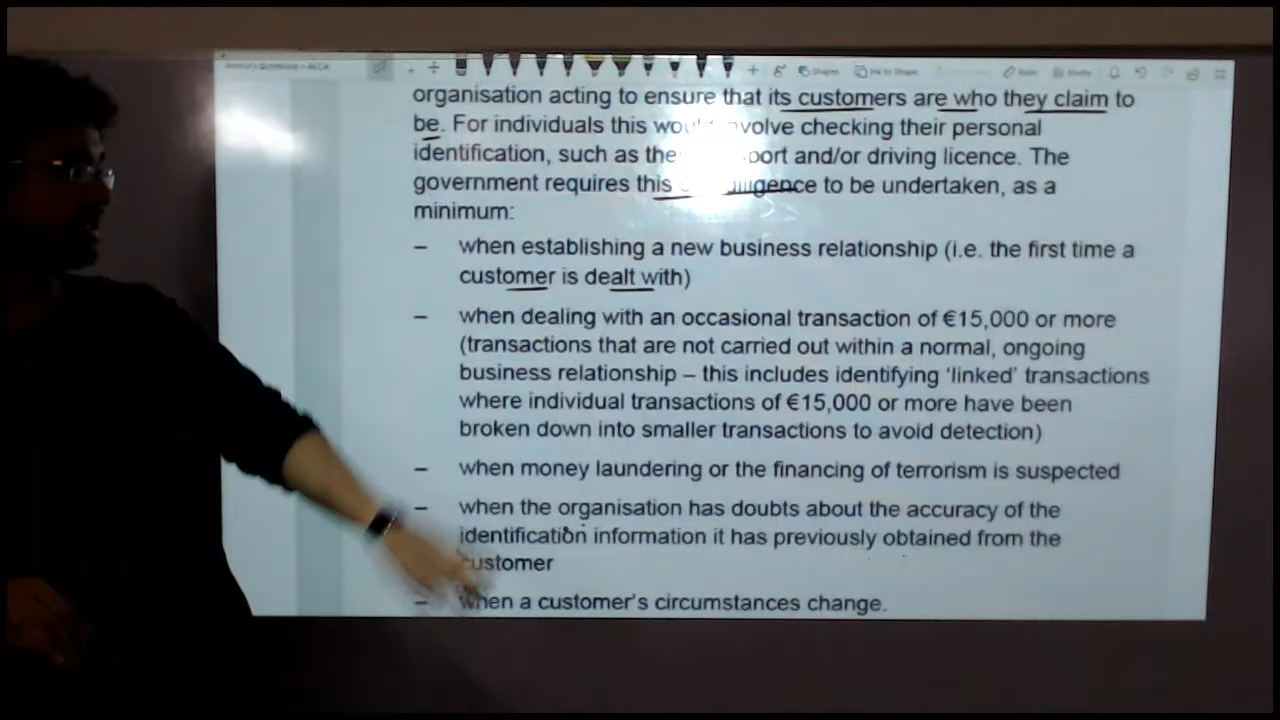 organisation acting to ensure that its customers are who they claim to
be. For individuals this would involve checking their personal
identification, such as the port and/or driving licence. The
government requires this diligence to be undertaken, as a
minimum:
– when establishing a new business relationship (i.e. the first time a
customer is dealt with)
– when dealing with an occasional transaction of €15,000 or more
(transactions that are not carried out within a normal, ongoing
business relationship – this includes identifying ‘linked’ transactions
where individual transactions of €15,000 or more have been
broken down into smaller transactions to avoid detection)
– when money laundering or the financing of terrorism is suspected
– when the organisation has doubts about the accuracy of the
identification information it has previously obtained from the
customer
– when a customer’s circumstances change.
Shapes
Ink to Shape
Ruler